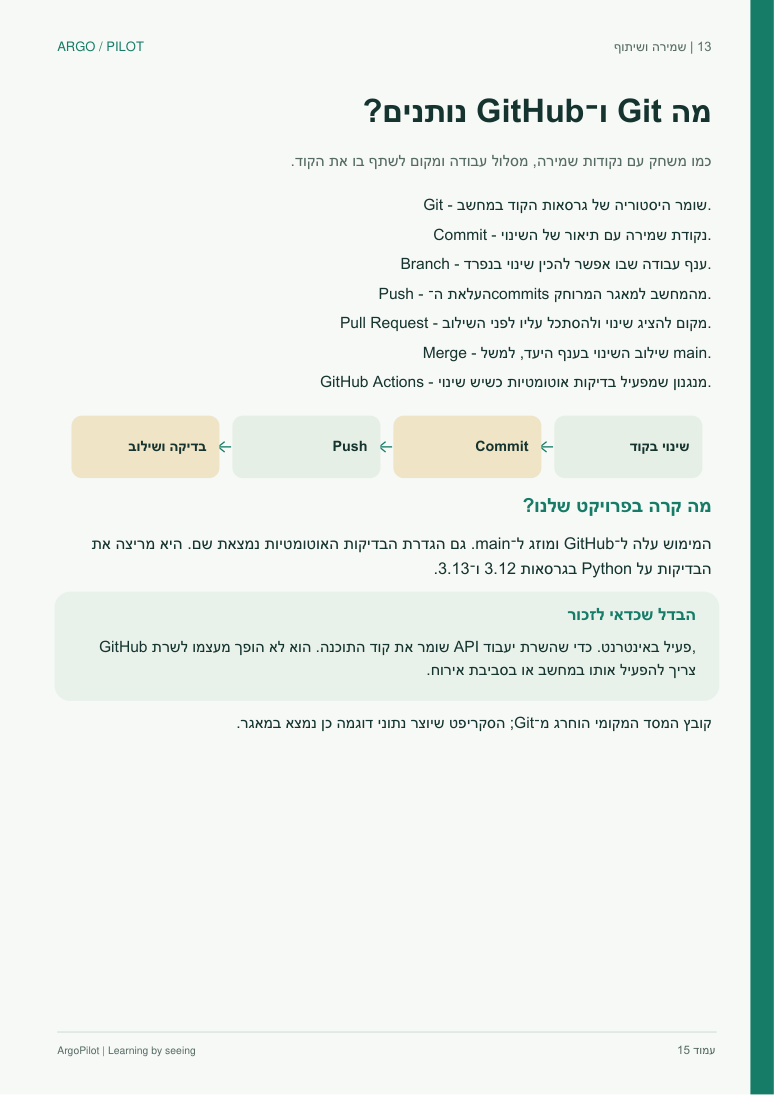 13 | שמירה ושיתוף
ARGO / PILOT
מה Git ו־GitHub נותנים?
כמו משחק עם נקודות שמירה, מסלול עבודה ומקום לשתף בו את הקוד.
Git - שומר היסטוריה של גרסאות הקוד במחשב.
Commit - נקודת שמירה עם תיאור של השינוי.
Branch - ענף עבודה שבו אפשר להכין שינוי בנפרד.
Push - העלאת ה־commits מהמחשב למאגר המרוחק.
Pull Request - מקום להציג שינוי ולהסתכל עליו לפני השילוב.
Merge - שילוב השינוי בענף היעד, למשל main.
GitHub Actions - מנגנון שמפעיל בדיקות אוטומטיות כשיש שינוי.
שינוי בקוד ← Commit ← Push ← בדיקה ושילוב
מה קרה בפרויקט שלנו?
המימוש עלה ל־GitHub ומוזג ל־main. גם הגדרת הבדיקות האוטומטיות נמצאת שם. היא מריצה את
הבדיקות על Python בגרסאות 3.12 ו־3.13.
הבדל שכדאי לזכור
GitHub שומר את קוד התוכנה. הוא לא הופך מעצמו לשרת API פעיל באינטרנט. כדי שהשרת יעבוד,
צריך להפעיל אותו במחשב או בסביבת אירוח.
קובץ המסד המקומי הוחרג מ־Git; הסקריפט שיוצר נתוני דוגמה כן נמצא במאגר.
עמוד 15
ArgoPilot | Learning by seeing